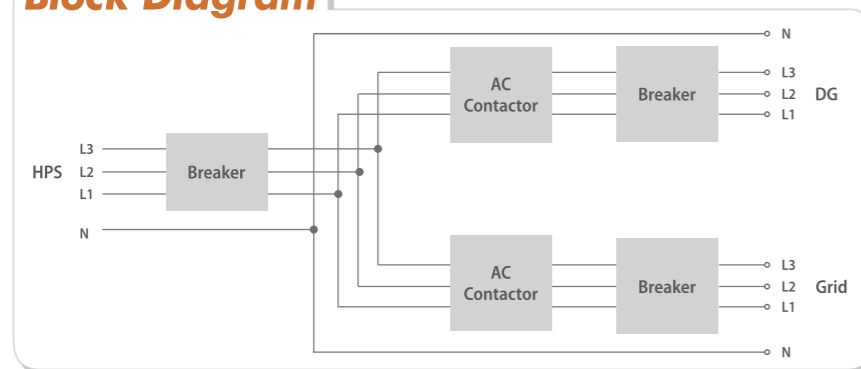 Block Diagram
N
L3
AC
Contactor
Breaker
L2
DG
L1
L3
HPS
L2
Breaker
L1
N
L3
AC
Contactor
Breaker
L2
Grid
L1
N